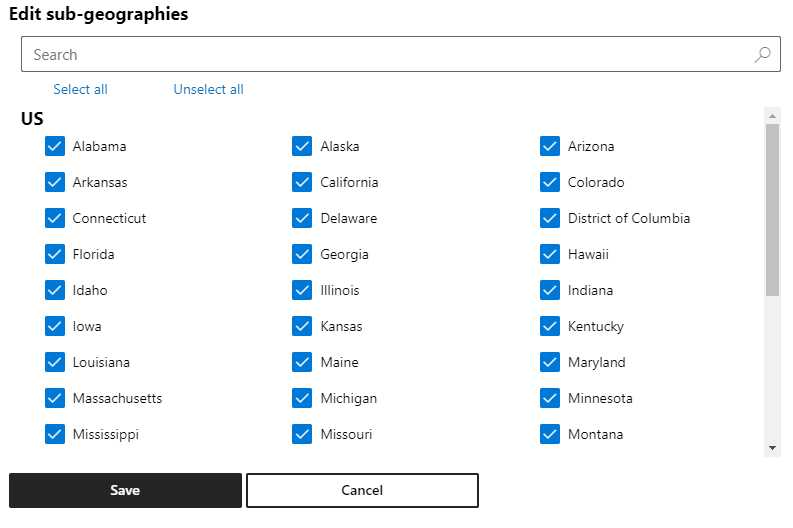 Edit sub-geographies
Search
Select all Unselect all
US
Alabama Alaska Arizona
Arkansas California Colorado
Connecticut Delaware District of Columbia
Florida Georgia Hawaii
Idaho Illinois Indiana
Iowa Kansas Kentucky
Louisiana Maine Maryland
Massachusetts Michigan Minnesota
Mississippi Missouri Montana
Save Cancel